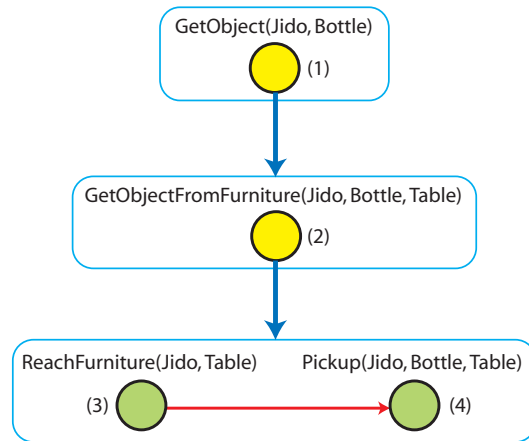 GetObject(Jido, Bottle)
(1)
GetObjectFromFurniture(Jido, Bottle, Table)
(2)
ReachFurniture(Jido, Table) Pickup(Jido, Bottle, Table)
(3) (4)